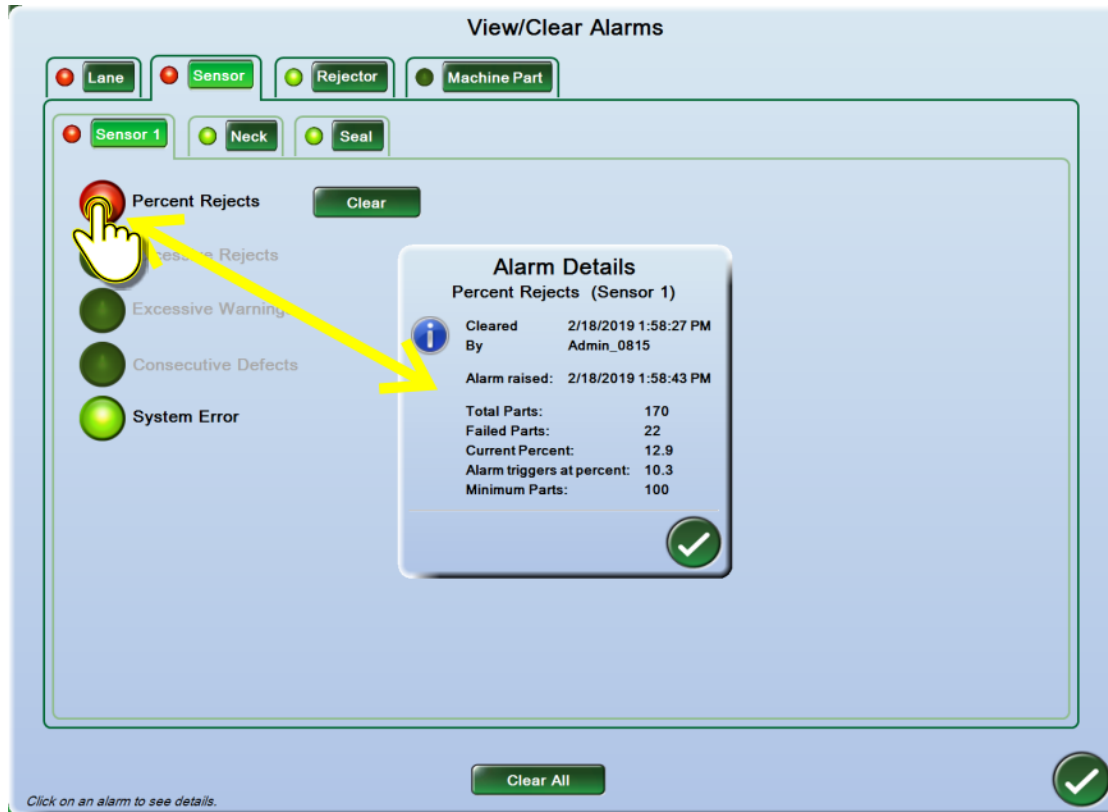 View/Clear Alarms
Lane Sensor Rejector Machine Part
Sensor 1 Neck Seal
Percent Rejects Clear
Rejects
Excessive Warning
Consecutive Defects
System Error
Alarm Details
Percent Rejects (Sensor 1)
Cleared 2/18/2019 1:58:27 PM
By Admin_0815
Alarm raised: 2/18/2019 1:58:43 PM
Total Parts: 170
Failed Parts: 22
Current Percent: 12.9
Alarm triggers at percent: 10.3
Minimum Parts: 100
Clear All
Click on an alarm to see details.